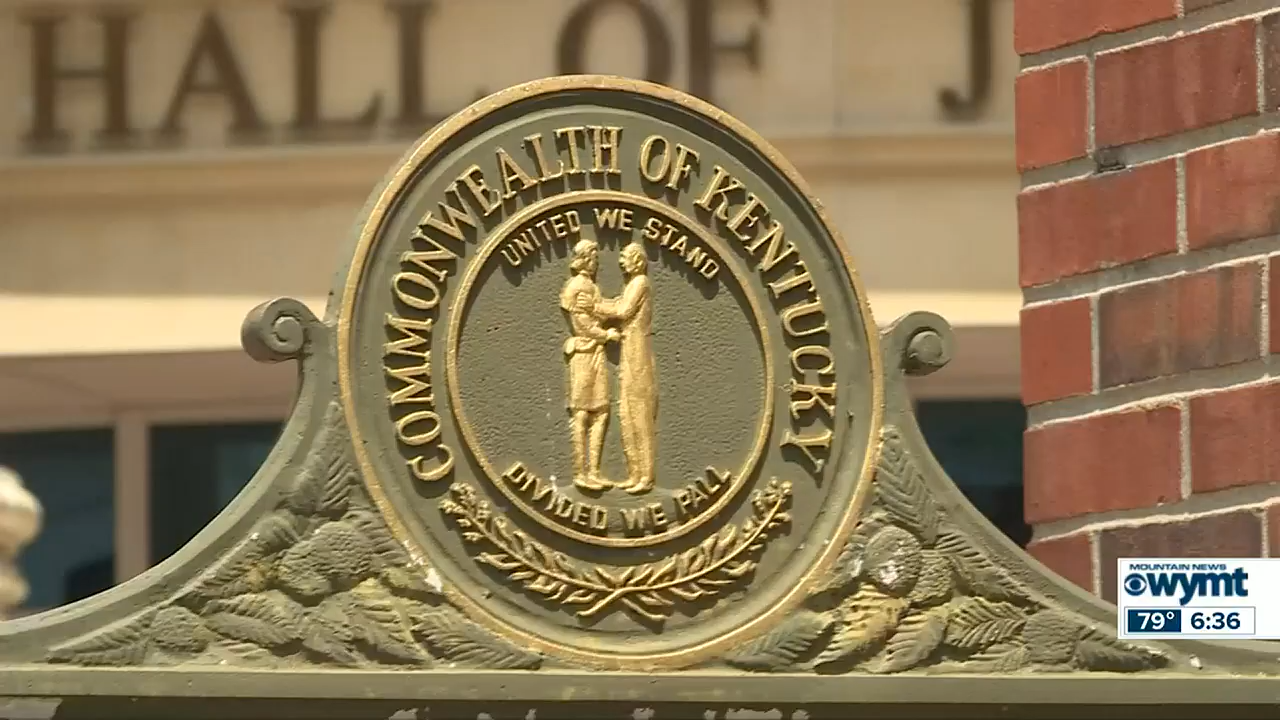 HALL OF J
COMMONWEALTH OF KENTUCKY
UNITED WE STAND
DIVIDED WE FALL
MOUNTAIN NEWS
wymt
79° 6:36